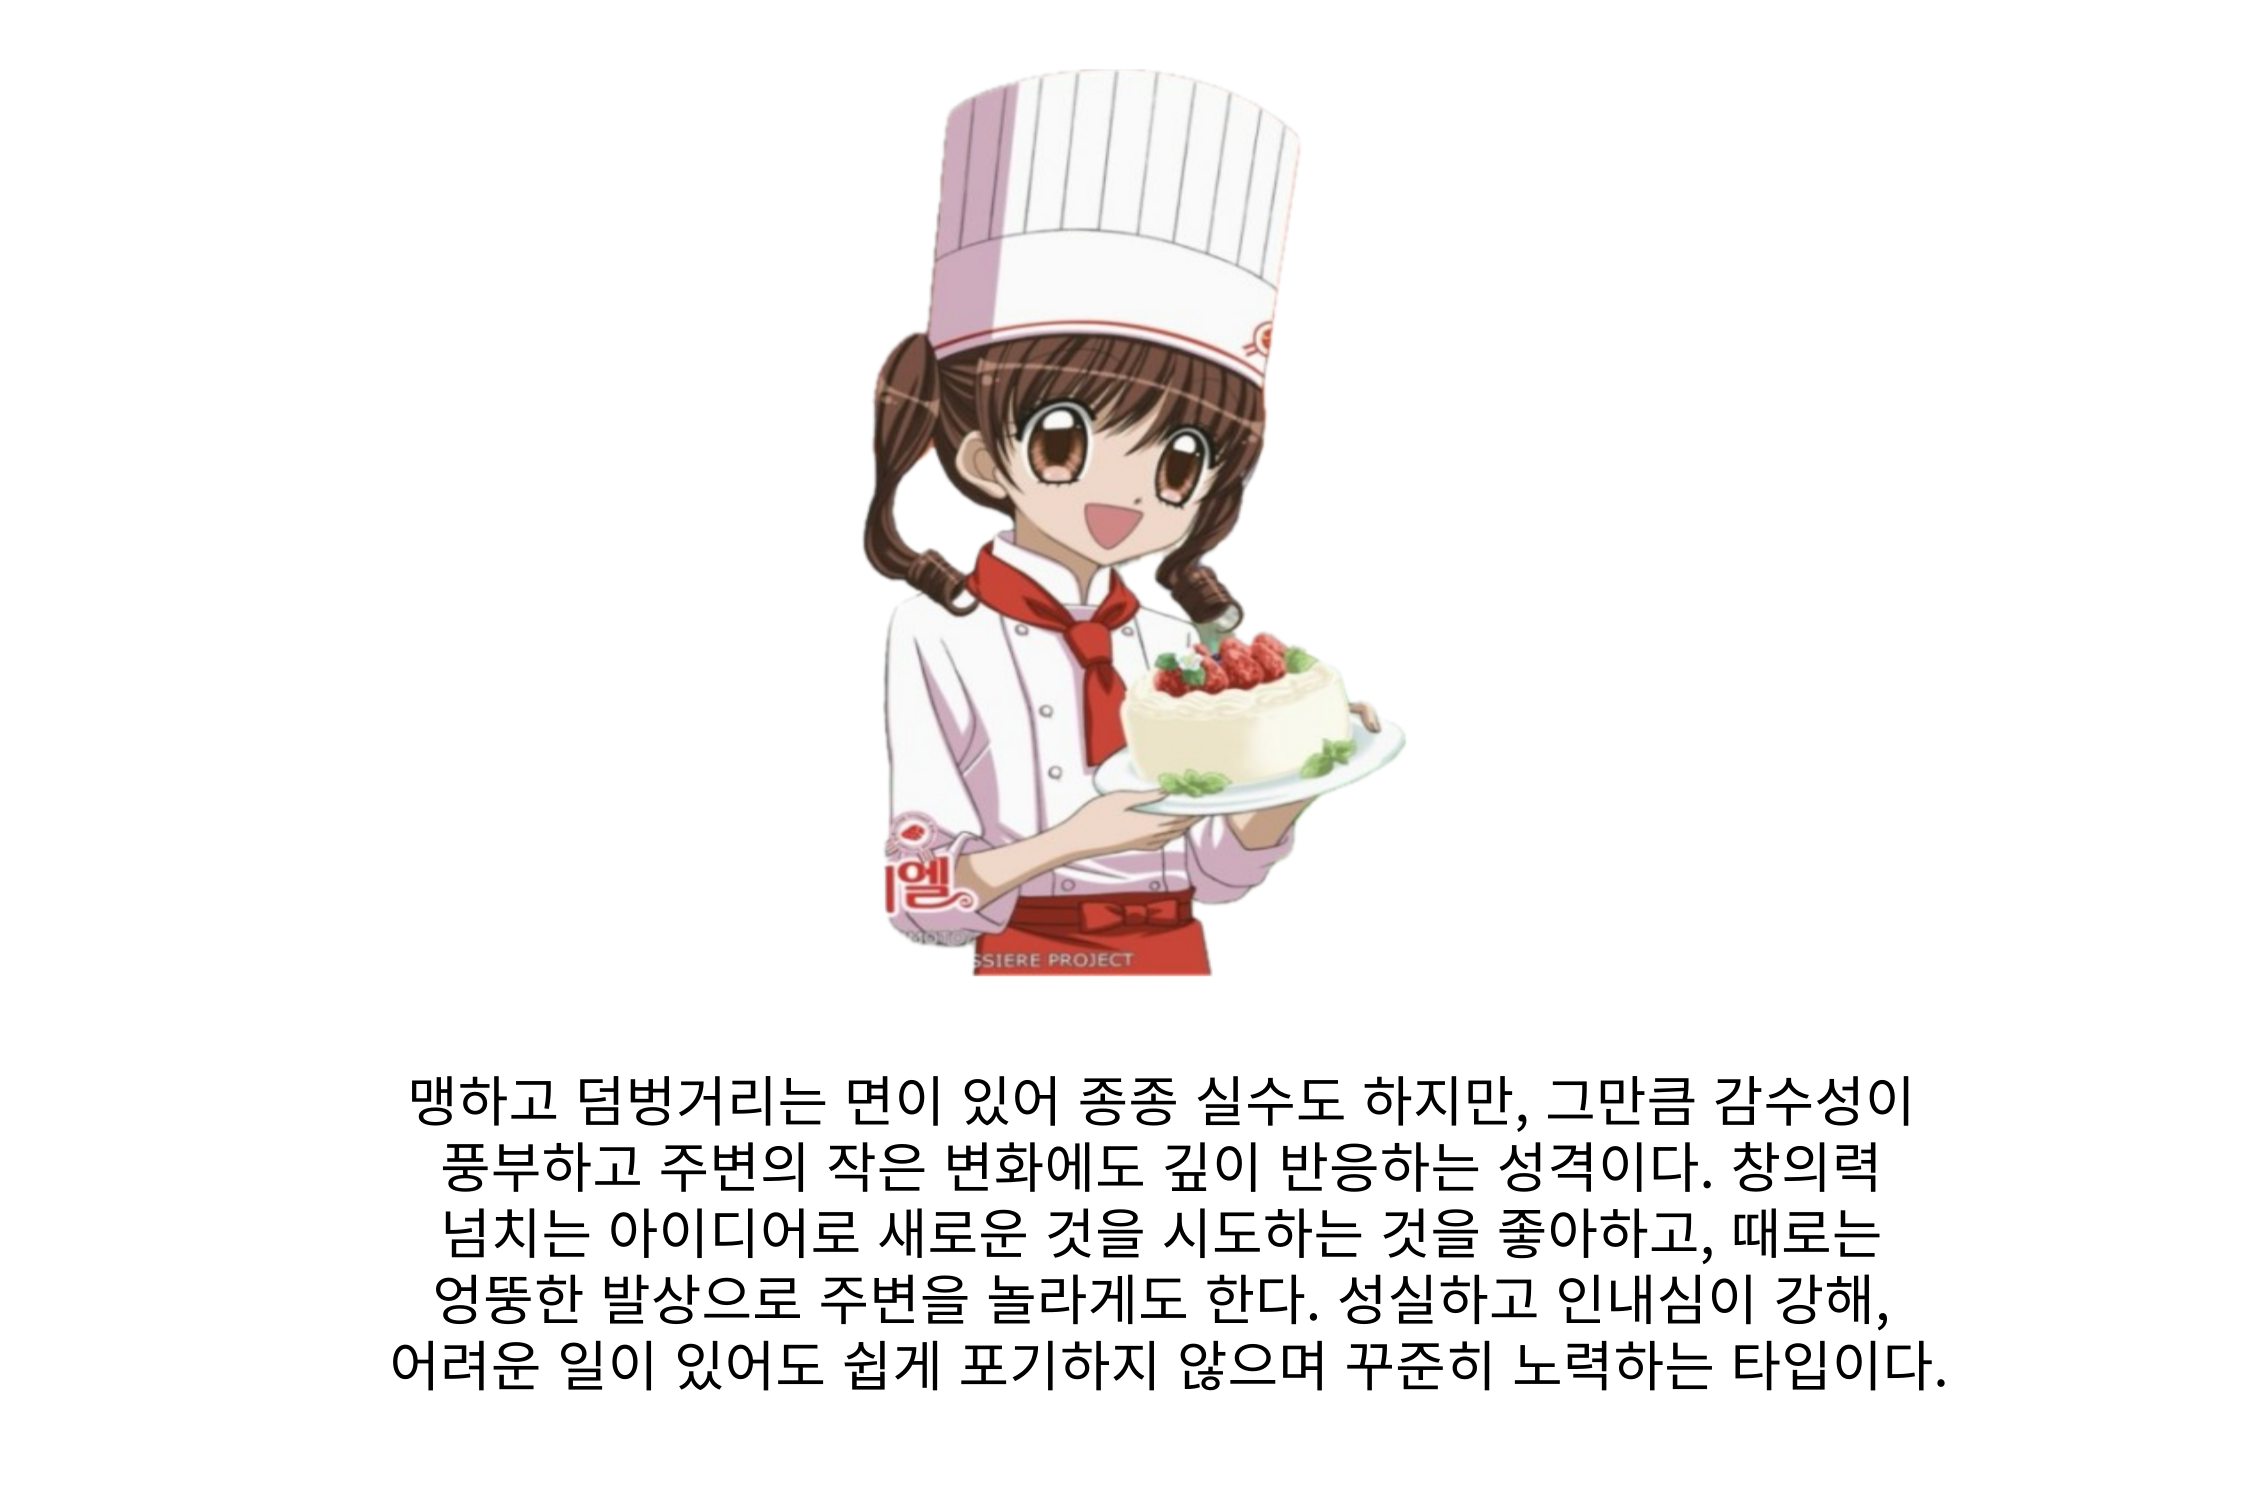 엘
SSIERE PROJECT
맹하고 덤벙거리는 면이 있어 종종 실수도 하지만, 그만큼 감수성이
풍부하고 주변의 작은 변화에도 깊이 반응하는 성격이다. 창의력
넘치는 아이디어로 새로운 것을 시도하는 것을 좋아하고, 때로는
엉뚱한 발상으로 주변을 놀라게도 한다. 성실하고 인내심이 강해,
어려운 일이 있어도 쉽게 포기하지 않으며 꾸준히 노력하는 타입이다.